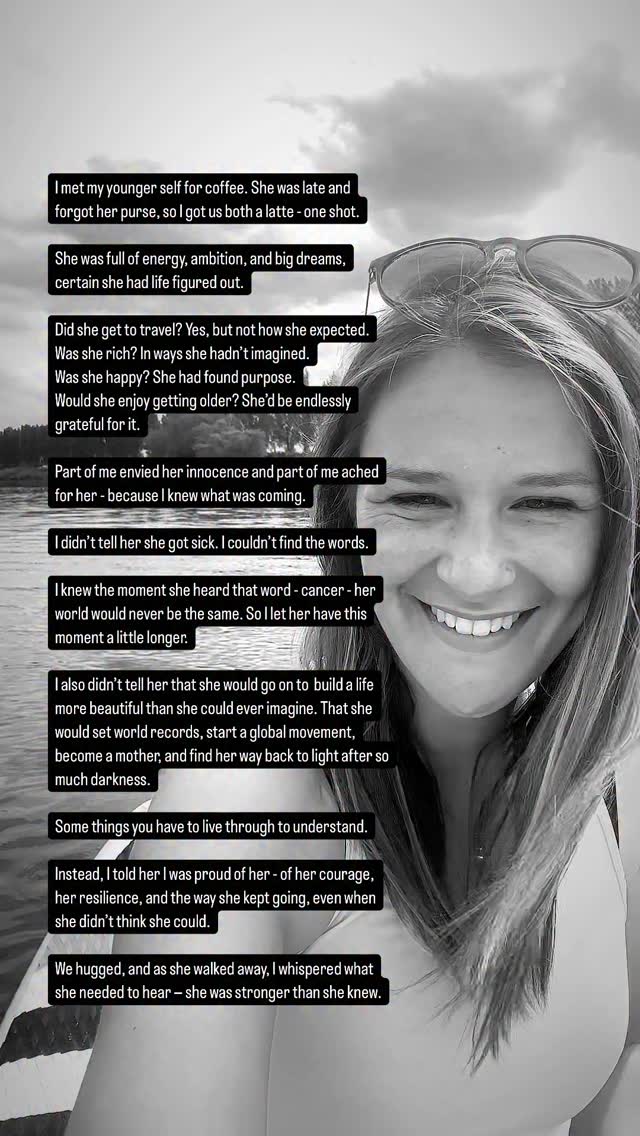 I met my younger self for coffee. She was late and
forgot her purse, so I got us both a latte - one shot.
She was full of energy, ambition, and big dreams,
certain she had life figured out.
Did she get to travel? Yes, but not how she expected.
Was she rich? In ways she hadn't imagined.
Was she happy? She had found purpose.
Would she enjoy getting older? She'd be endlessly
grateful for it.
Part of me envied her innocence and part of me ached
for her - because I knew what was coming.
I didn't tell her she got sick. I couldn't find the words.
I knew the moment she heard that word - cancer - her
world would never be the same. So I let her have this
moment a little longer.
I also didn't tell her that she would go on to build a life
more beautiful than she could ever imagine. That she
would set world records, start a global movement,
become a mother, and find her way back to light after so
much darkness.
Some things you have to live through to understand.
Instead, I told her I was proud of her - of her courage,
her resilience, and the way she kept going, even when
she didn't think she could.
We hugged, and as she walked away, I whispered what
she needed to hear – she was stronger than she knew.